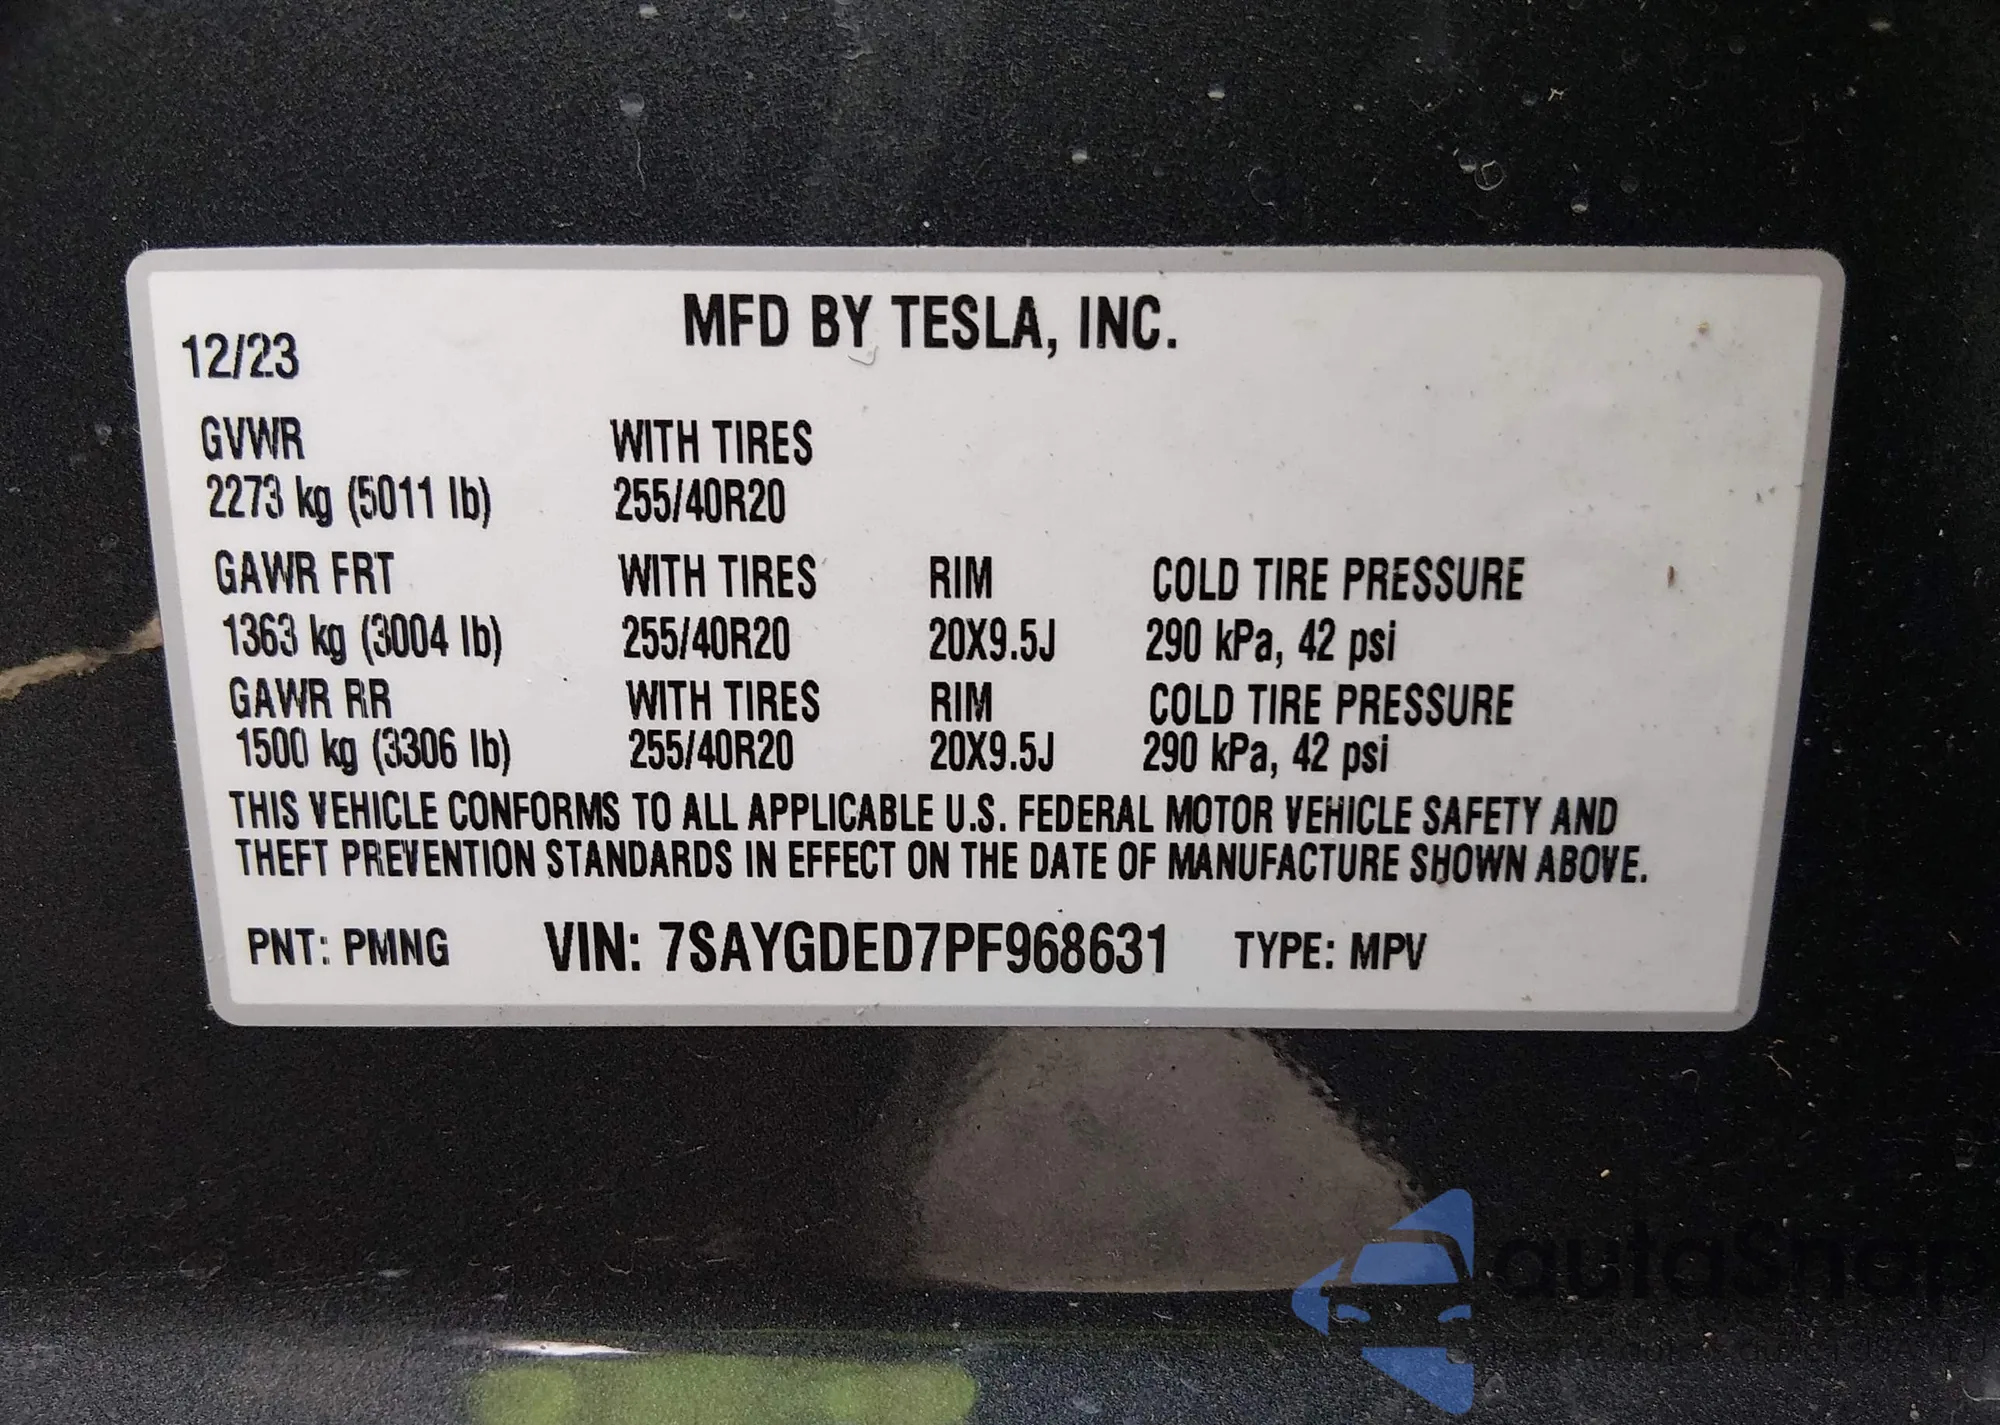 MFD BY TESLA, INC.
12/23
GVWR WITH TIRES
2273 kg (5011 lb) 255/40R20
GAWR FRT WITH TIRES RIM COLD TIRE PRESSURE
1363 kg (3004 lb) 255/40R20 20X9.5J 290 kPa, 42 psi
GAWR RR WITH TIRES RIM COLD TIRE PRESSURE
1500 kg (3306 lb) 255/40R20 20X9.5J 290 kPa, 42 psi
THIS VEHICLE CONFORMS TO ALL APPLICABLE U.S. FEDERAL MOTOR VEHICLE SAFETY AND
THEFT PREVENTION STANDARDS IN EFFECT ON THE DATE OF MANUFACTURE SHOWN ABOVE.
PNT: PMNG VIN: 7SAYGDED7PF968631 TYPE: MPV